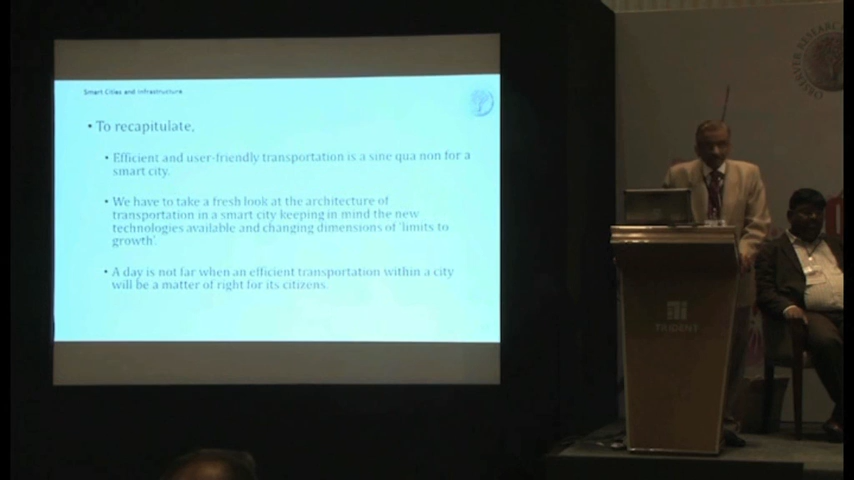 Smart Cities and Infrastructure
• To recapitulate,
• Efficient and user-friendly transportation is a sine qua non for a
smart city.
• We have to take a fresh look at the architecture of
transportation in a smart city keeping in mind the new
technologies available and changing dimensions of 'limits to
growth'.
• A day is not far when an efficient transportation within a city
will be a matter of right for its citizens.
OBSERVER RESEARCH
TRIDENT